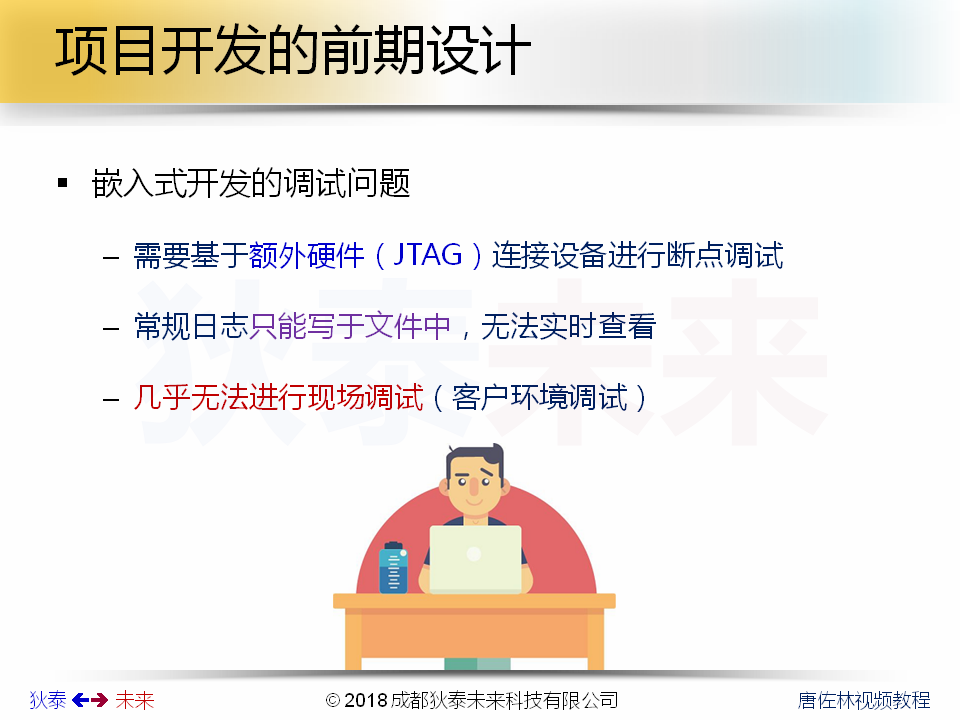 项目开发的前期设计
▪ 嵌入式开发的调试问题
– 需要基于额外硬件（JTAG）连接设备进行断点调试
– 常规日志只能写于文件中，无法实时查看
– 几乎无法进行现场调试（客户环境调试）
狄泰未来
狄泰 未来
© 2018 成都狄泰未来科技有限公司
唐佐林视频教程